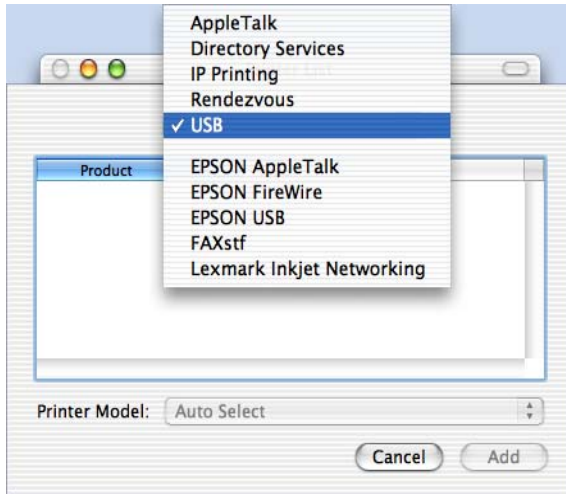 AppleTalk
Directory Services
IP Printing
Rendezvous
✓ USB
EPSON AppleTalk
EPSON FireWire
EPSON USB
FAXstf
Lexmark Inkjet Networking
Product
Printer Model: Auto Select
Cancel Add